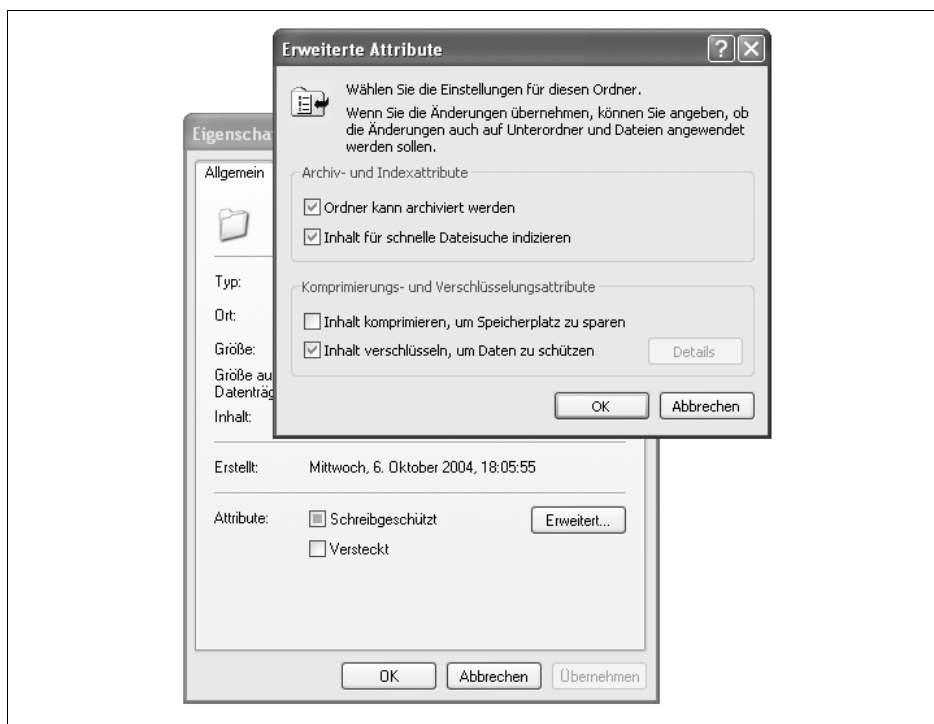 Erweiterte Attribute
Wählen Sie die Einstellungen für diesen Ordner.
Wenn Sie die Änderungen übernehmen, können Sie angeben, ob
die Änderungen auch auf Unterordner und Dateien angewendet
werden sollen.
Archiv- und Indexattribute
Ordner kann archiviert werden
Inhalt für schnelle Dateisuche indizieren
Komprimierungs- und Verschlüsselungsattribute
Inhalt komprimieren, um Speicherplatz zu sparen
Inhalt verschlüsseln, um Daten zu schützen
Details
OK Abbrechen
Eigenscha
Allgemein
Typ:
Ort:
Größe:
Größe au
Datenträg
Inhalt:
Erstellt: Mittwoch, 6. Oktober 2004, 18:05:55
Attribute: Schreibgeschützt Erweitert...
Versteckt
OK Abbrechen Übernehmen